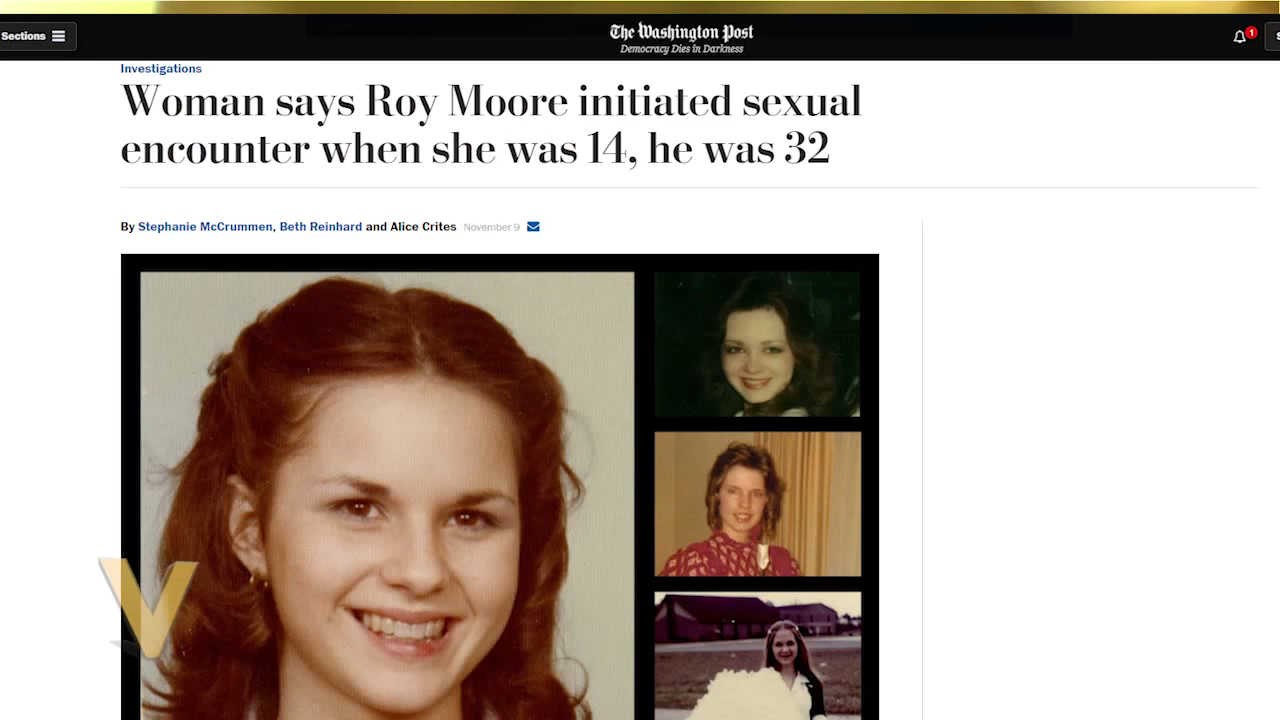 Sections
The Washington Post
Democracy Dies in Darkness
1
S
Investigations
Woman says Roy Moore initiated sexual
encounter when she was 14, he was 32
By Stephanie McCrummen, Beth Reinhard and Alice Crites November 9
V